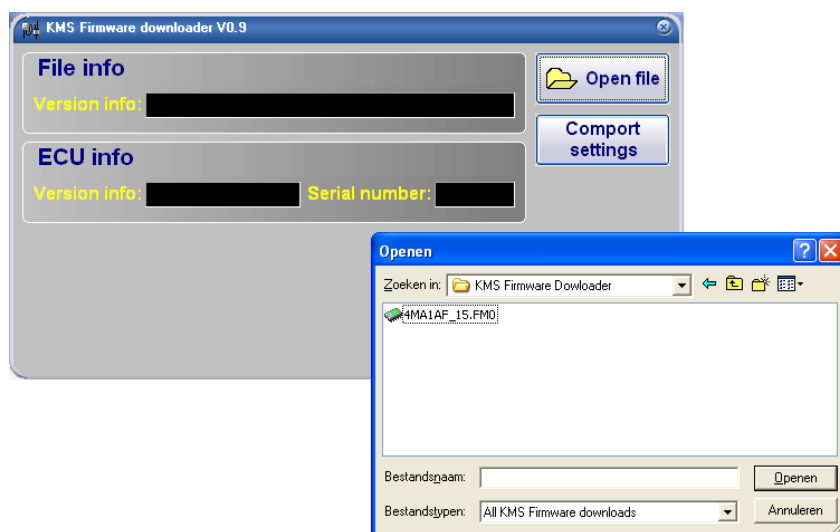 KMS Firmware downloader V0.9
File info
Version info:
Open file
Comport
settings
ECU info
Version info:
Serial number:
Openen
Zoeken in:
KMS Firmware Dowloader
4MA1AF_15.FM0
Bestandsnaam:
Openen
Bestandstypen:
All KMS Firmware downloads
Annuleren